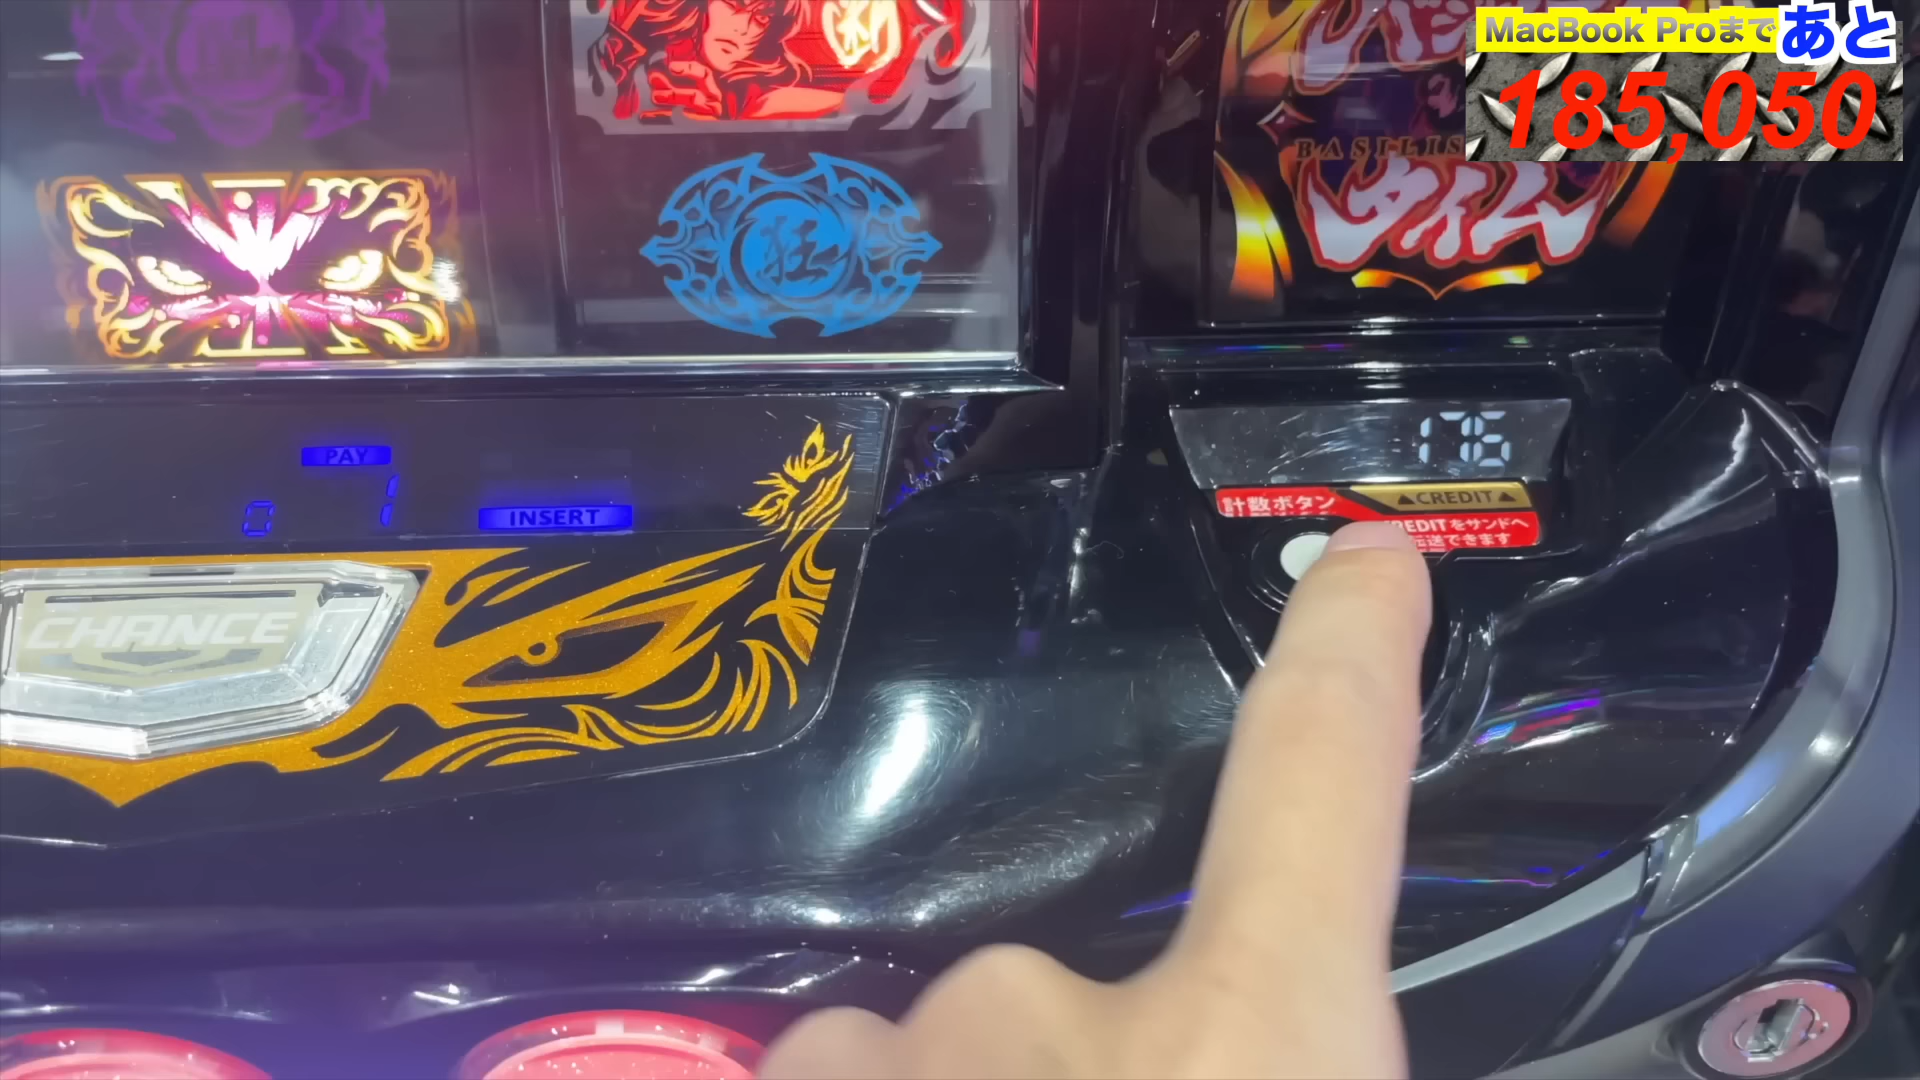 MacBook Proまで
あと
185,050
狂
BASILIS
タイム
176
PAY
0 1
INSERT
計数ボタン
▲CREDIT▲
REDITをサンドへ
転送できます
CHANCE